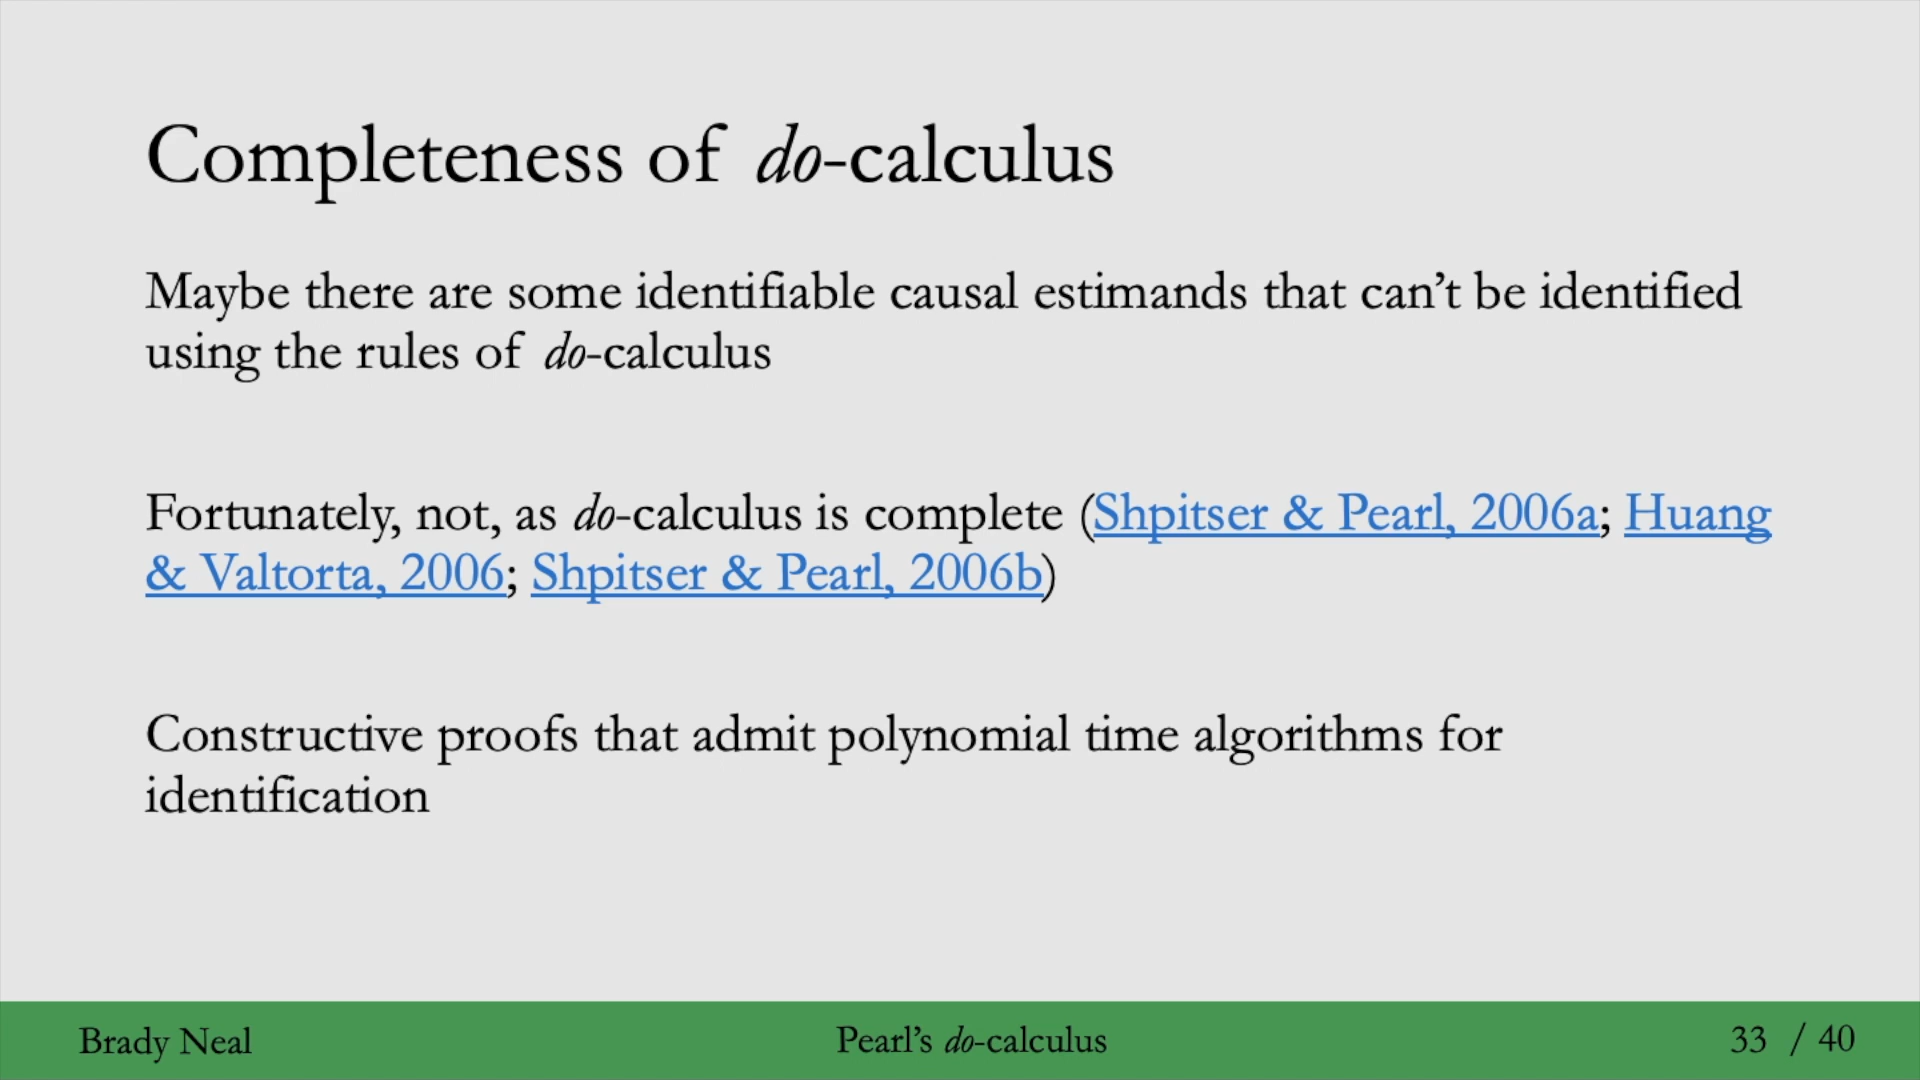 Completeness of do-calculus
Maybe there are some identifiable causal estimands that can’t be identified
using the rules of do-calculus
Fortunately, not, as do-calculus is complete (Shpitser & Pearl, 2006a; Huang
& Valtorta, 2006; Shpitser & Pearl, 2006b)
Constructive proofs that admit polynomial time algorithms for
identification
Brady Neal
Pearl’s do-calculus
33 / 40